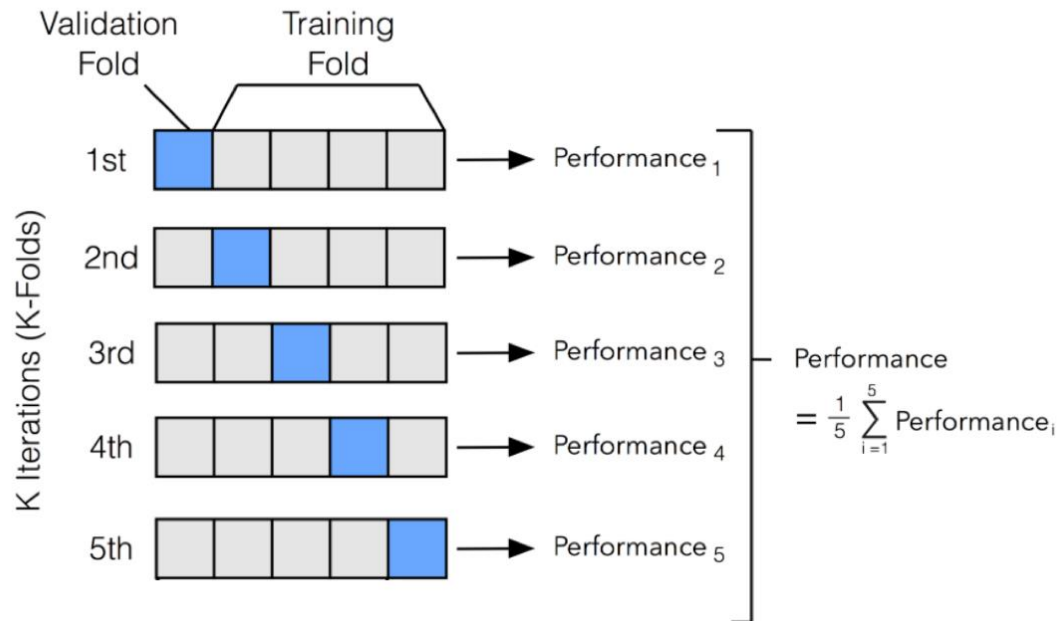 Validation
Fold
Training
Fold
K Iterations (K-Folds)
1st
Performance 1
2nd
Performance 2
3rd
Performance 3
4th
Performance 4
5th
Performance 5
Performance
= 1/5 5∑i=1 Performance i